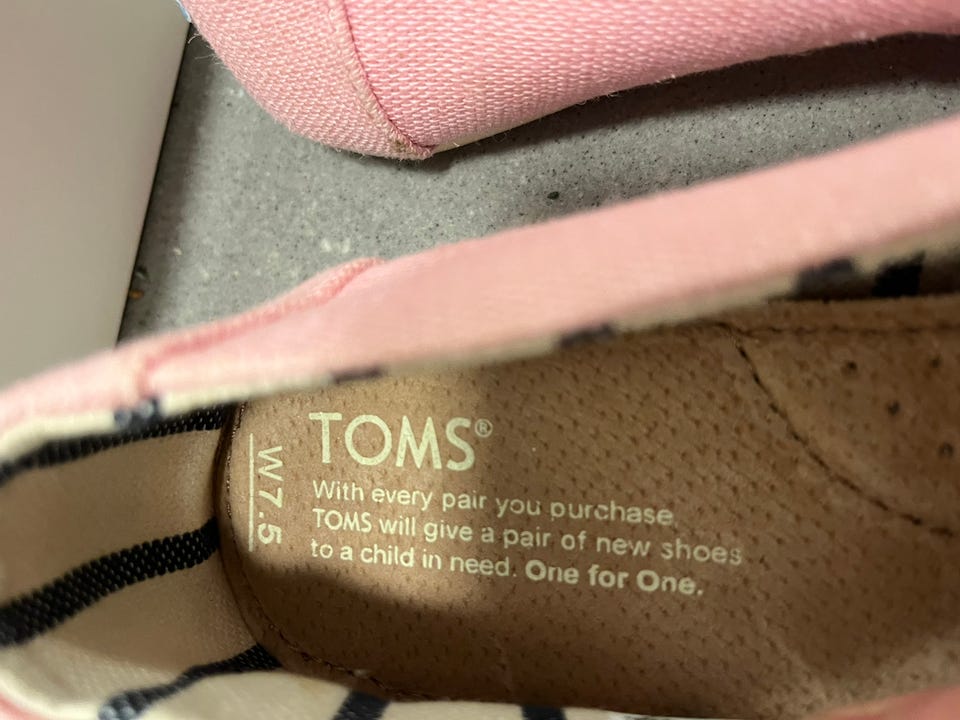 TOMS®
With every pair you purchase,
TOMS will give a pair of new shoes
to a child in need. One for One.
W7.5